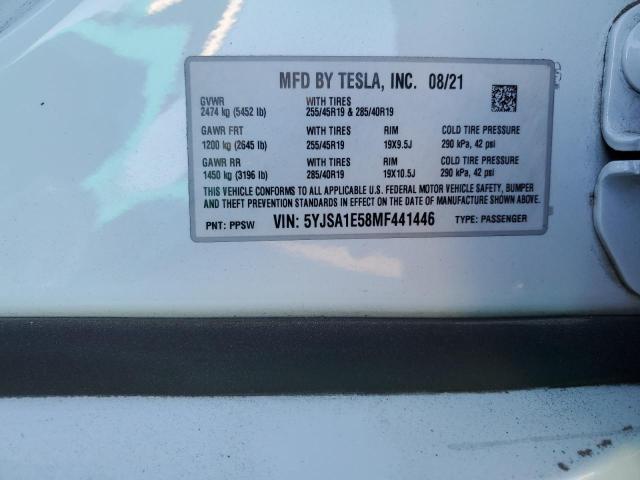 MFD BY TESLA, INC. 08/21
GVWR WITH TIRES
2474 kg (5452 lb) 255/45R19 & 285/40R19
GAWR FRT WITH TIRES RIM COLD TIRE PRESSURE
1200 kg (2645 lb) 255/45R19 19X9.5J 290 kPa, 42 psi
GAWR RR WITH TIRES RIM COLD TIRE PRESSURE
1450 kg (3196 lb) 285/40R19 19X10.5J 290 kPa, 42 psi
THIS VEHICLE CONFORMS TO ALL APPLICABLE U.S. FEDERAL MOTOR VEHICLE SAFETY, BUMPER
AND THEFT PREVENTION STANDARDS IN EFFECT ON THE DATE OF MANUFACTURE SHOWN ABOVE.
PNT: PPSW VIN: 5YJSA1E58MF441446 TYPE: PASSENGER